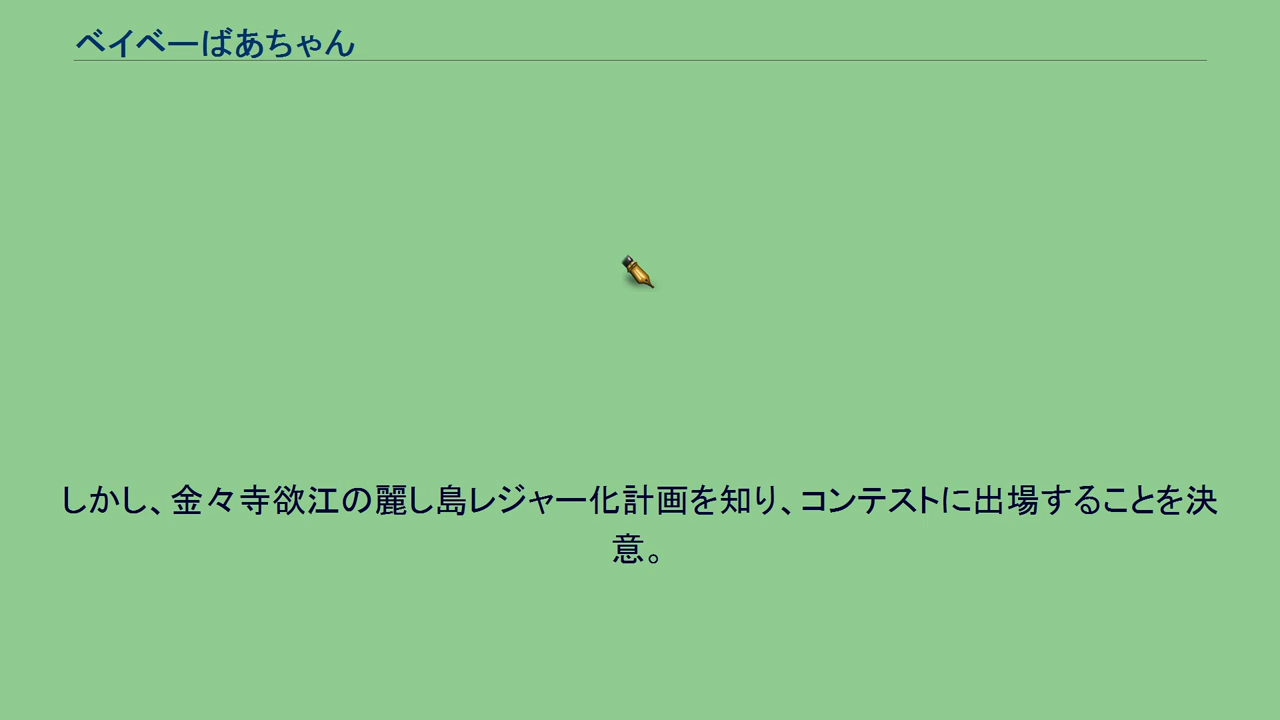 ベイベーばあちゃん
しかし、金々寺欲江の麗し島レジャー化計画を知り、コンテストに出場することを決
意。